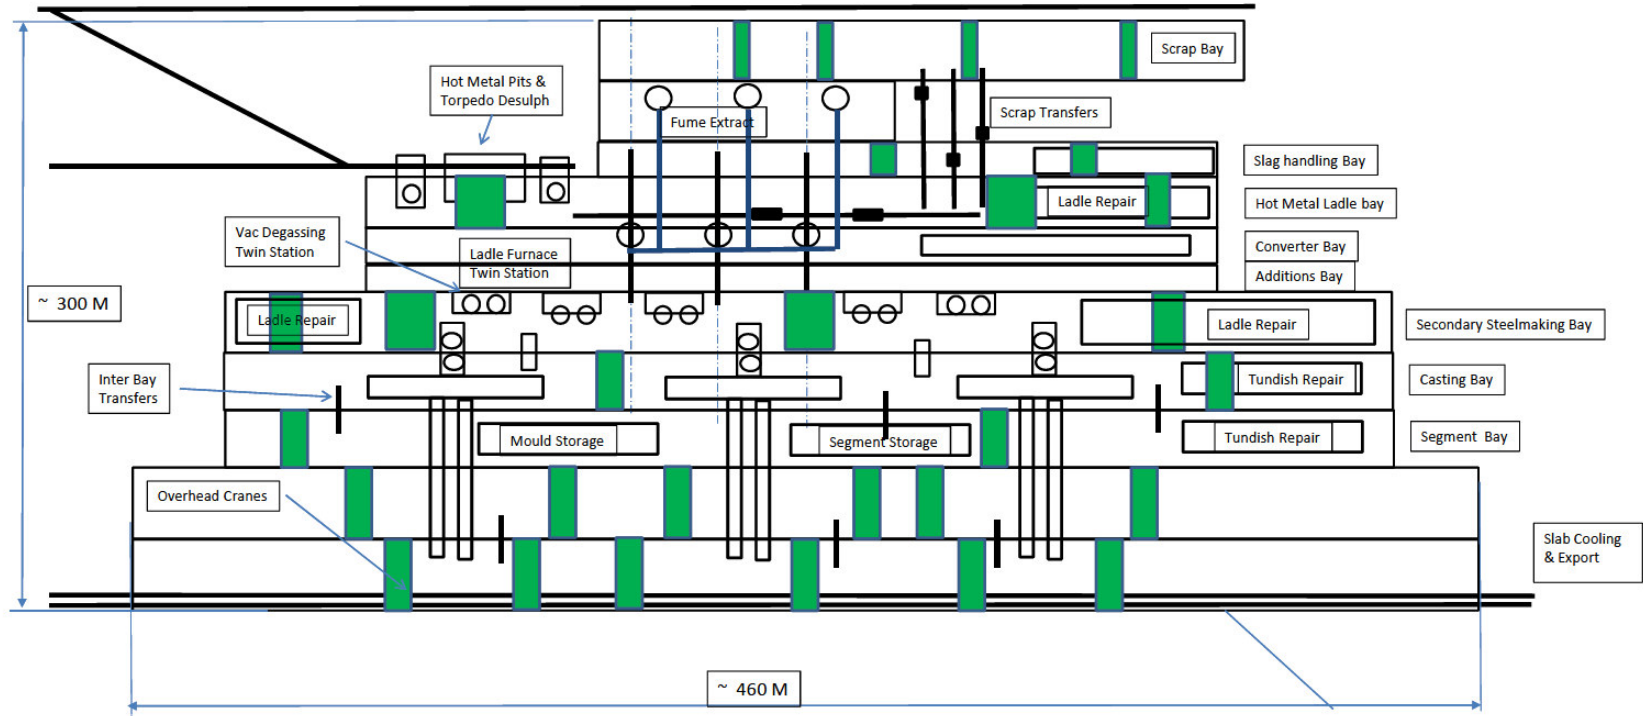 Scrap Bay
Hot Metal Pits &
Torpedo Desulph
Fume Extract
Scrap Transfers
Slag handling Bay
Ladle Repair
Hot Metal Ladle bay
Vac Degassing
Twin Station
Ladle Furnace
Twin Station
Converter Bay
Additions Bay
~ 300 M
Ladle Repair
Ladle Repair
Secondary Steelmaking Bay
Inter Bay
Transfers
Tundish Repair
Casting Bay
Mould Storage
Segment Storage
Tundish Repair
Segment Bay
Overhead Cranes
Slab Cooling
& Export
~ 460 M